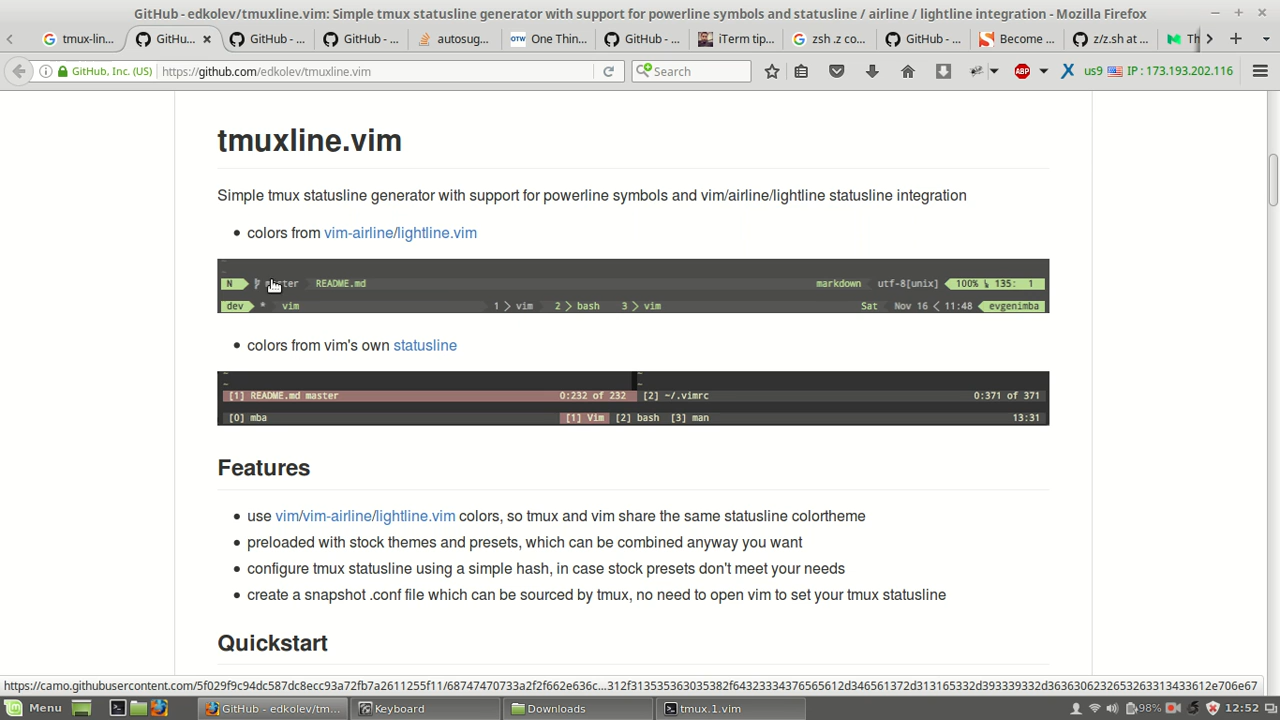 GitHub - edkolev/tmuxline.vim: Simple tmux statusline generator with support for powerline symbols and statusline / airline / lightline integration - Mozilla Firefox
tmux-lin... GitHu... GitHub - ... GitHub - ... autosug... One Thin... GitHub - ... iTerm tip... zsh .z co... GitHub - ... Become ... z/z.sh at ...
GitHub, Inc. (US) https://github.com/edkolev/tmuxline.vim Search ABP us9 IP : 173.193.202.116
tmuxline.vim
Simple tmux statusline generator with support for powerline symbols and vim/airline/lightline statusline integration
colors from vim-airline/lightline.vim
N README.md markdown utf-8[unix] 100% 135: 1
dev * vim 1 > vim 2 > bash 3 > vim Sat Nov 16 < 11:48 evgenimba
colors from vim's own statusline
~ ~
~ ~
[1] README.md master 0:232 of 232 [2] ~/.vimrc 0:371 of 371
[0] mba [1] Vim [2] bash [3] man 13:31
Features
use vim/vim-airline/lightline.vim colors, so tmux and vim share the same statusline colortheme
preloaded with stock themes and presets, which can be combined anyway you want
configure tmux statusline using a simple hash, in case stock presets don't meet your needs
create a snapshot .conf file which can be sourced by tmux, no need to open vim to set your tmux statusline
Quickstart
Menu GitHub - edkolev/tm... Keyboard Downloads tmux.1.vim 98% 12:52